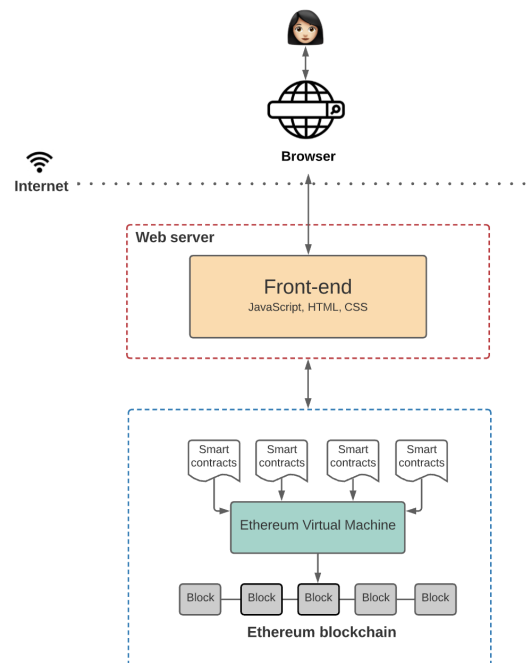 Browser
Internet
Web server
Front-end
JavaScript, HTML, CSS
Smart
contracts
Smart
contracts
Smart
contracts
Smart
contracts
Ethereum Virtual Machine
Block
Block
Block
Block
Block
Ethereum blockchain